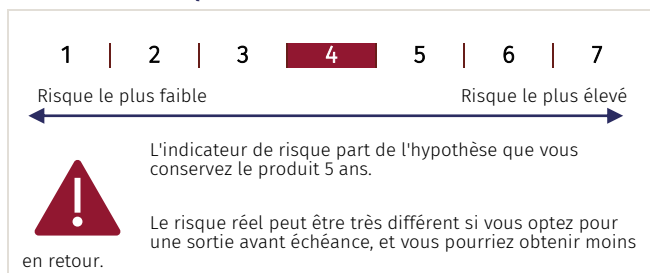 1 2 3 4 5 6 7
Risque le plus faible Risque le plus élevé
L'indicateur de risque part de l'hypothèse que vous
conservez le produit 5 ans.
Le risque réel peut être très différent si vous optez pour
une sortie avant échéance, et vous pourriez obtenir moins
en retour.